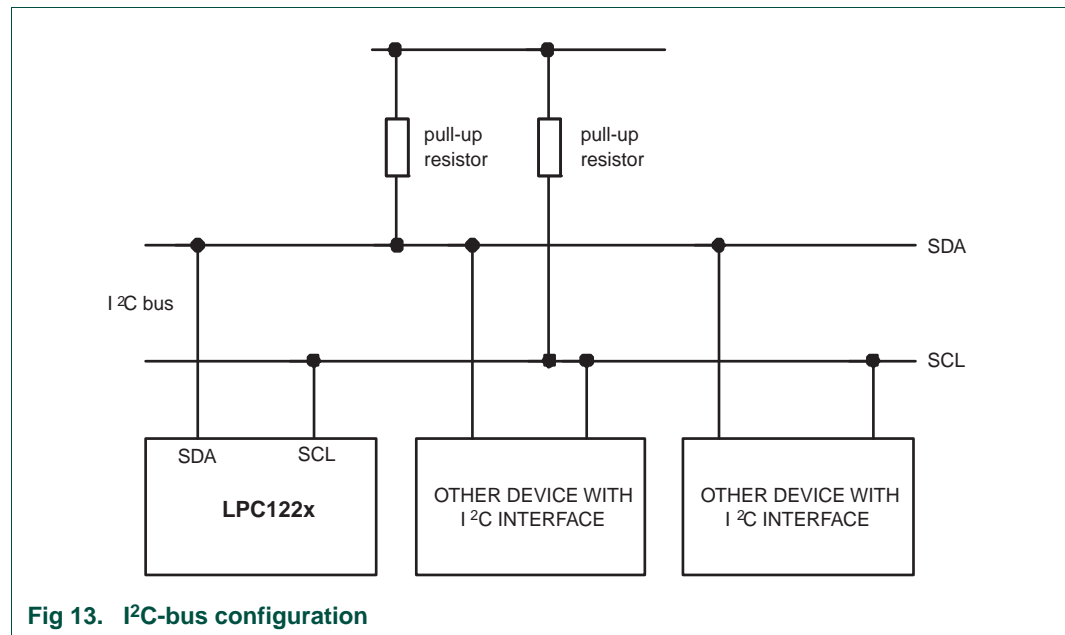 pull-up
resistor
pull-up
resistor
SDA
I 2C bus
SCL
SDA
SCL
LPC122x
OTHER DEVICE WITH
I 2C INTERFACE
OTHER DEVICE WITH
I 2C INTERFACE
Fig 13. I2C-bus configuration